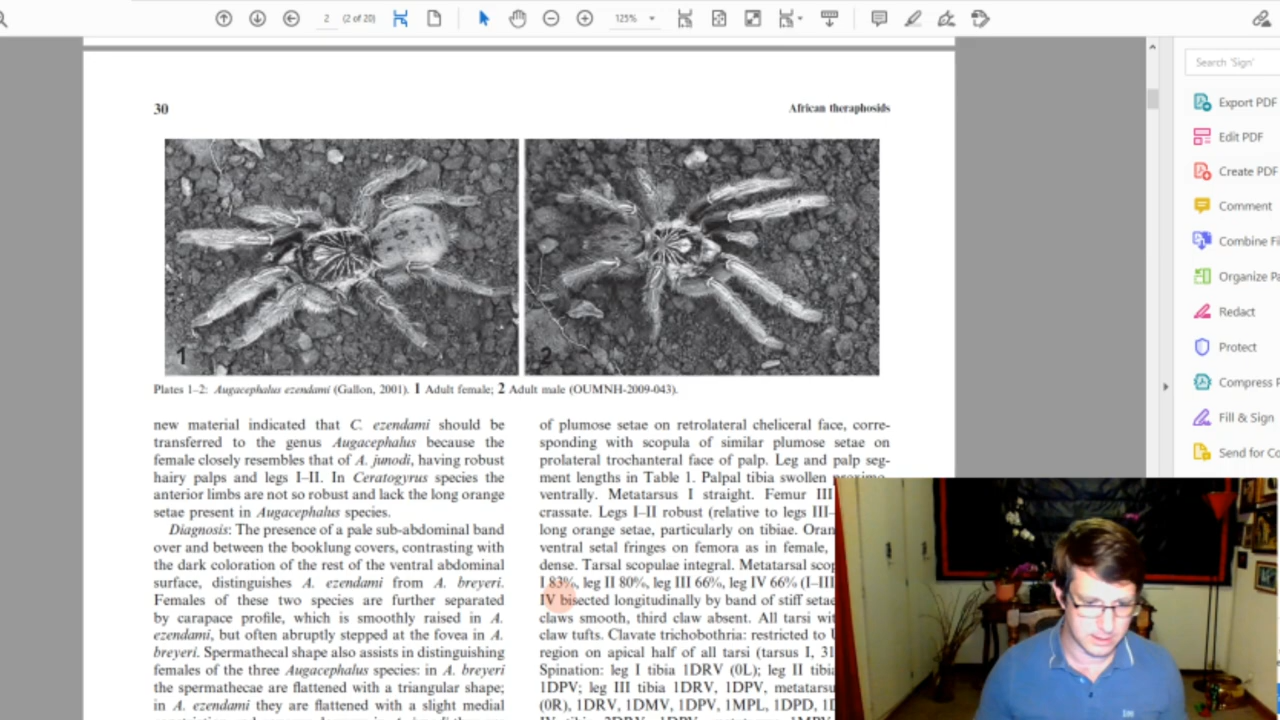 2 (2 of 20) 125%
Search 'Sign'
Export PDF
Edit PDF
Create PDF
Comment
Combine Fi
Organize Pa
Redact
Protect
Compress P
Fill & Sign
Send for Co
30 African theraphosids
1 2
Plates 1–2: Augacephalus ezendami (Gallon, 2001). 1 Adult female; 2 Adult male (OUMNH-2009-043).
new material indicated that C. ezendami should be
transferred to the genus Augacephalus because the
female closely resembles that of A. junodi, having robust
hairy palps and legs I–II. In Ceratogyrus species the
anterior limbs are not so robust and lack the long orange
setae present in Augacephalus species.
Diagnosis: The presence of a pale sub-abdominal band
over and between the booklung covers, contrasting with
the dark coloration of the rest of the ventral abdominal
surface, distinguishes A. ezendami from A. breyeri.
Females of these two species are further separated
by carapace profile, which is smoothly raised in A.
ezendami, but often abruptly stepped at the fovea in A.
breyeri. Spermathecal shape also assists in distinguishing
females of the three Augacephalus species: in A. breyeri
the spermathecae are flattened with a triangular shape;
in A. ezendami they are flattened with a slight medial
of plumose setae on retrolateral cheliceral face, corre-
sponding with scopula of similar plumose setae on
prolateral trochanteral face of palp. Leg and palp seg-
ment lengths in Table 1. Palpal tibia swollen
ventrally. Metatarsus I straight. Femur III
crassate. Legs I–II robust (relative to legs III–
long orange setae, particularly on tibiae. Oran
ventral setal fringes on femora as in female,
dense. Tarsal scopulae integral. Metatarsal scop
I 83%, leg II 80%, leg III 66%, leg IV 66% (I–III
IV bisected longitudinally by band of stiff setae
claws smooth, third claw absent. All tarsi wit
claw tufts. Clavate trichobothria: restricted to
region on apical half of all tarsi (tarsus I, 31
Spination: leg I tibia 1DRV (0L); leg II tibia
1DPV; leg III tibia 1DRV, 1DPV, metatarsu
(0R), 1DRV, 1DMV, 1DPV, 1MPL, 1DPD, 1D